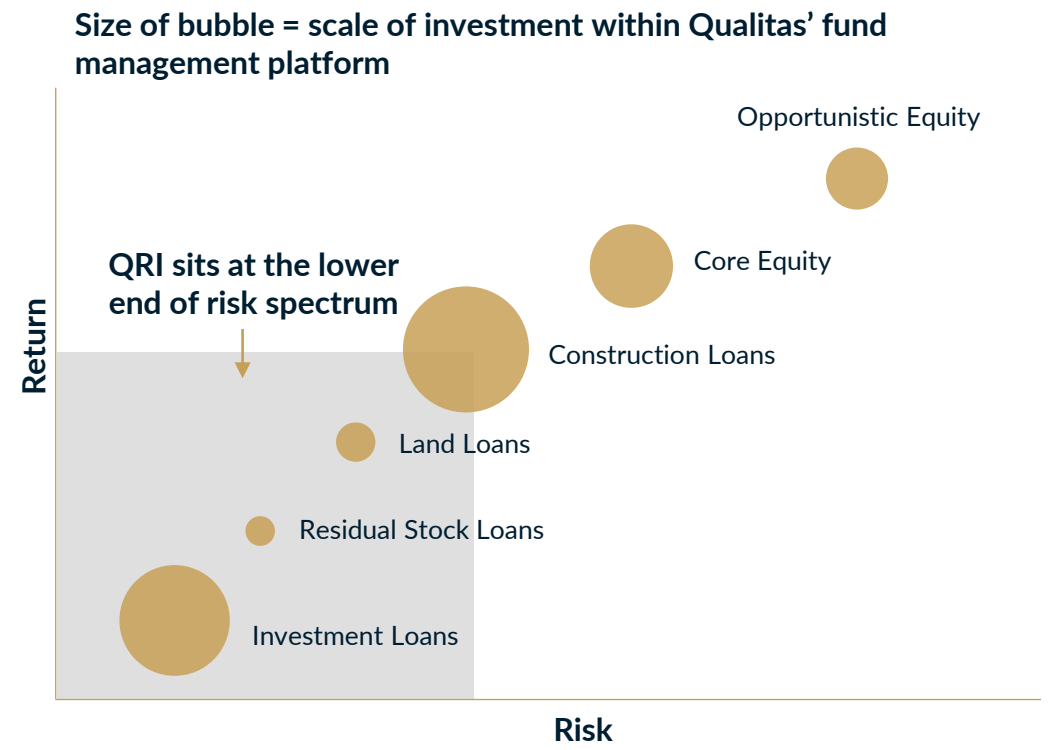 Size of bubble = scale of investment within Qualitas’ fund
management platform
Opportunistic Equity
QRI sits at the lower
end of risk spectrum
Core Equity
Return
Construction Loans
Land Loans
Residual Stock Loans
Investment Loans
Risk